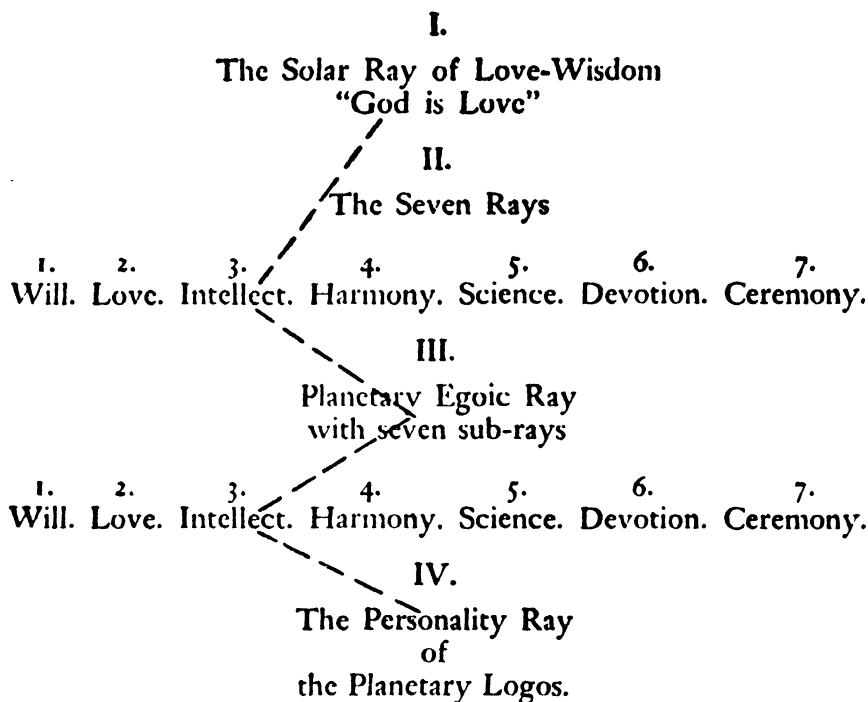 I.
The Solar Ray of Love-Wisdom
“God is Love”
II.
The Seven Rays
1. 2. 3. 4. 5. 6. 7.
Will. Love. Intellect. Harmony. Science. Devotion. Ceremony.
III.
Planetary Egoic Ray
with seven sub-rays
1. 2. 3. 4. 5. 6. 7.
Will. Love. Intellect. Harmony. Science. Devotion. Ceremony.
IV.
The Personality Ray
of
the Planetary Logos.